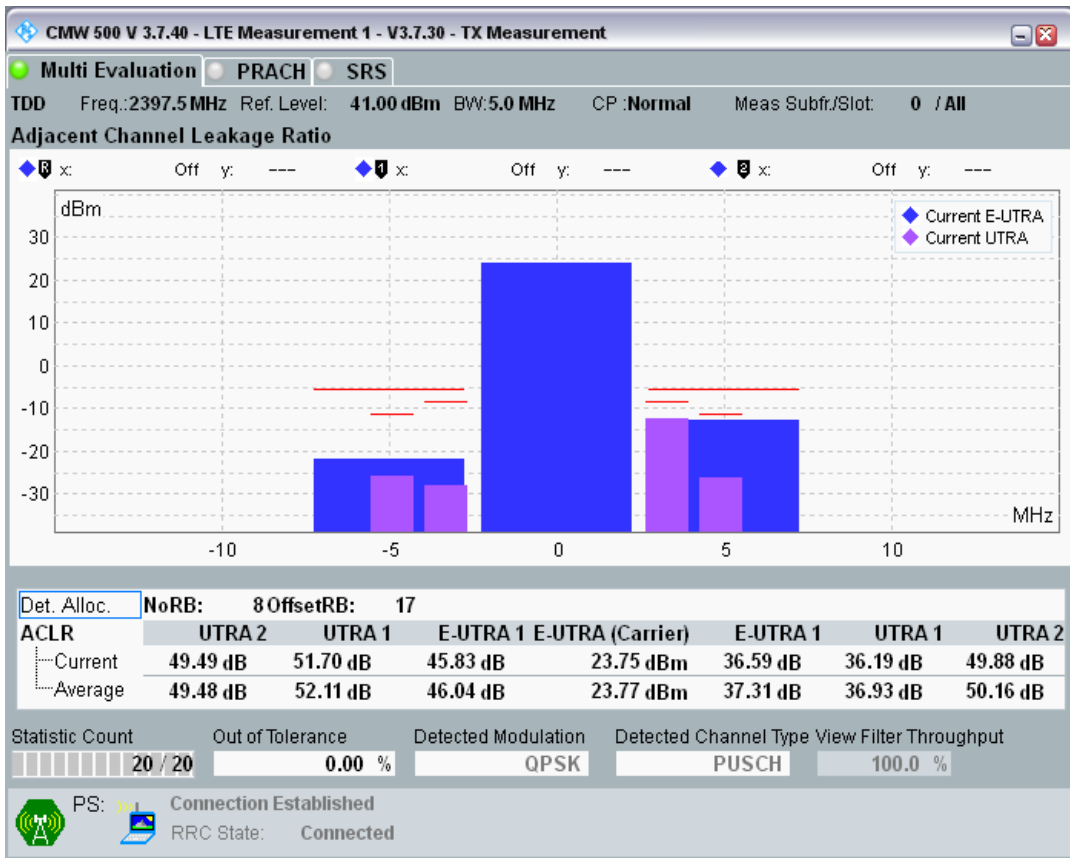 CMW 500 V 3.7.40 - LTE Measurement 1 - V3.7.30 - TX Measurement
Multi Evaluation PRACH SRS
TDD Freq.:2397.5 MHz Ref. Level: 41.00 dBm BW:5.0 MHz CP :Normal Meas Subfr./Slot: 0 / All
Adjacent Channel Leakage Ratio
R x: Off y: --- 1 x: Off y: --- 2 x: Off y: ---
dBm
Current E-UTRA
Current UTRA
30
20
10
0
-10
-20
-30
MHz
-10 -5 0 5 10
Det. Alloc. NoRB: 8 OffsetRB: 17
ACLR UTRA 2 UTRA 1 E-UTRA 1 E-UTRA (Carrier) E-UTRA 1 UTRA 1 UTRA 2
Current 49.49 dB 51.70 dB 45.83 dB 23.75 dBm 36.59 dB 36.19 dB 49.88 dB
Average 49.48 dB 52.11 dB 46.04 dB 23.77 dBm 37.31 dB 36.93 dB 50.16 dB
Statistic Count Out of Tolerance Detected Modulation Detected Channel Type View Filter Throughput
20 / 20 0.00 % QPSK PUSCH 100.0 %
PS: Connection Established
RRC State: Connected